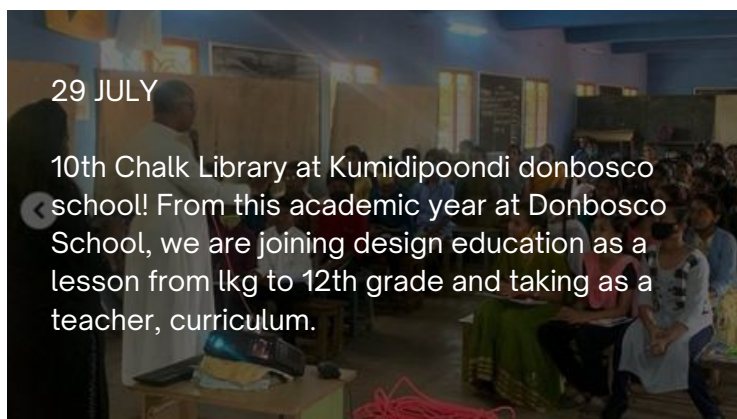 29 JULY
10th Chalk Library at Kumidipoondi donbosco
school! From this academic year at Donbosco
School, we are joining design education as a
lesson from lkg to 12th grade and taking as a
teacher, curriculum.